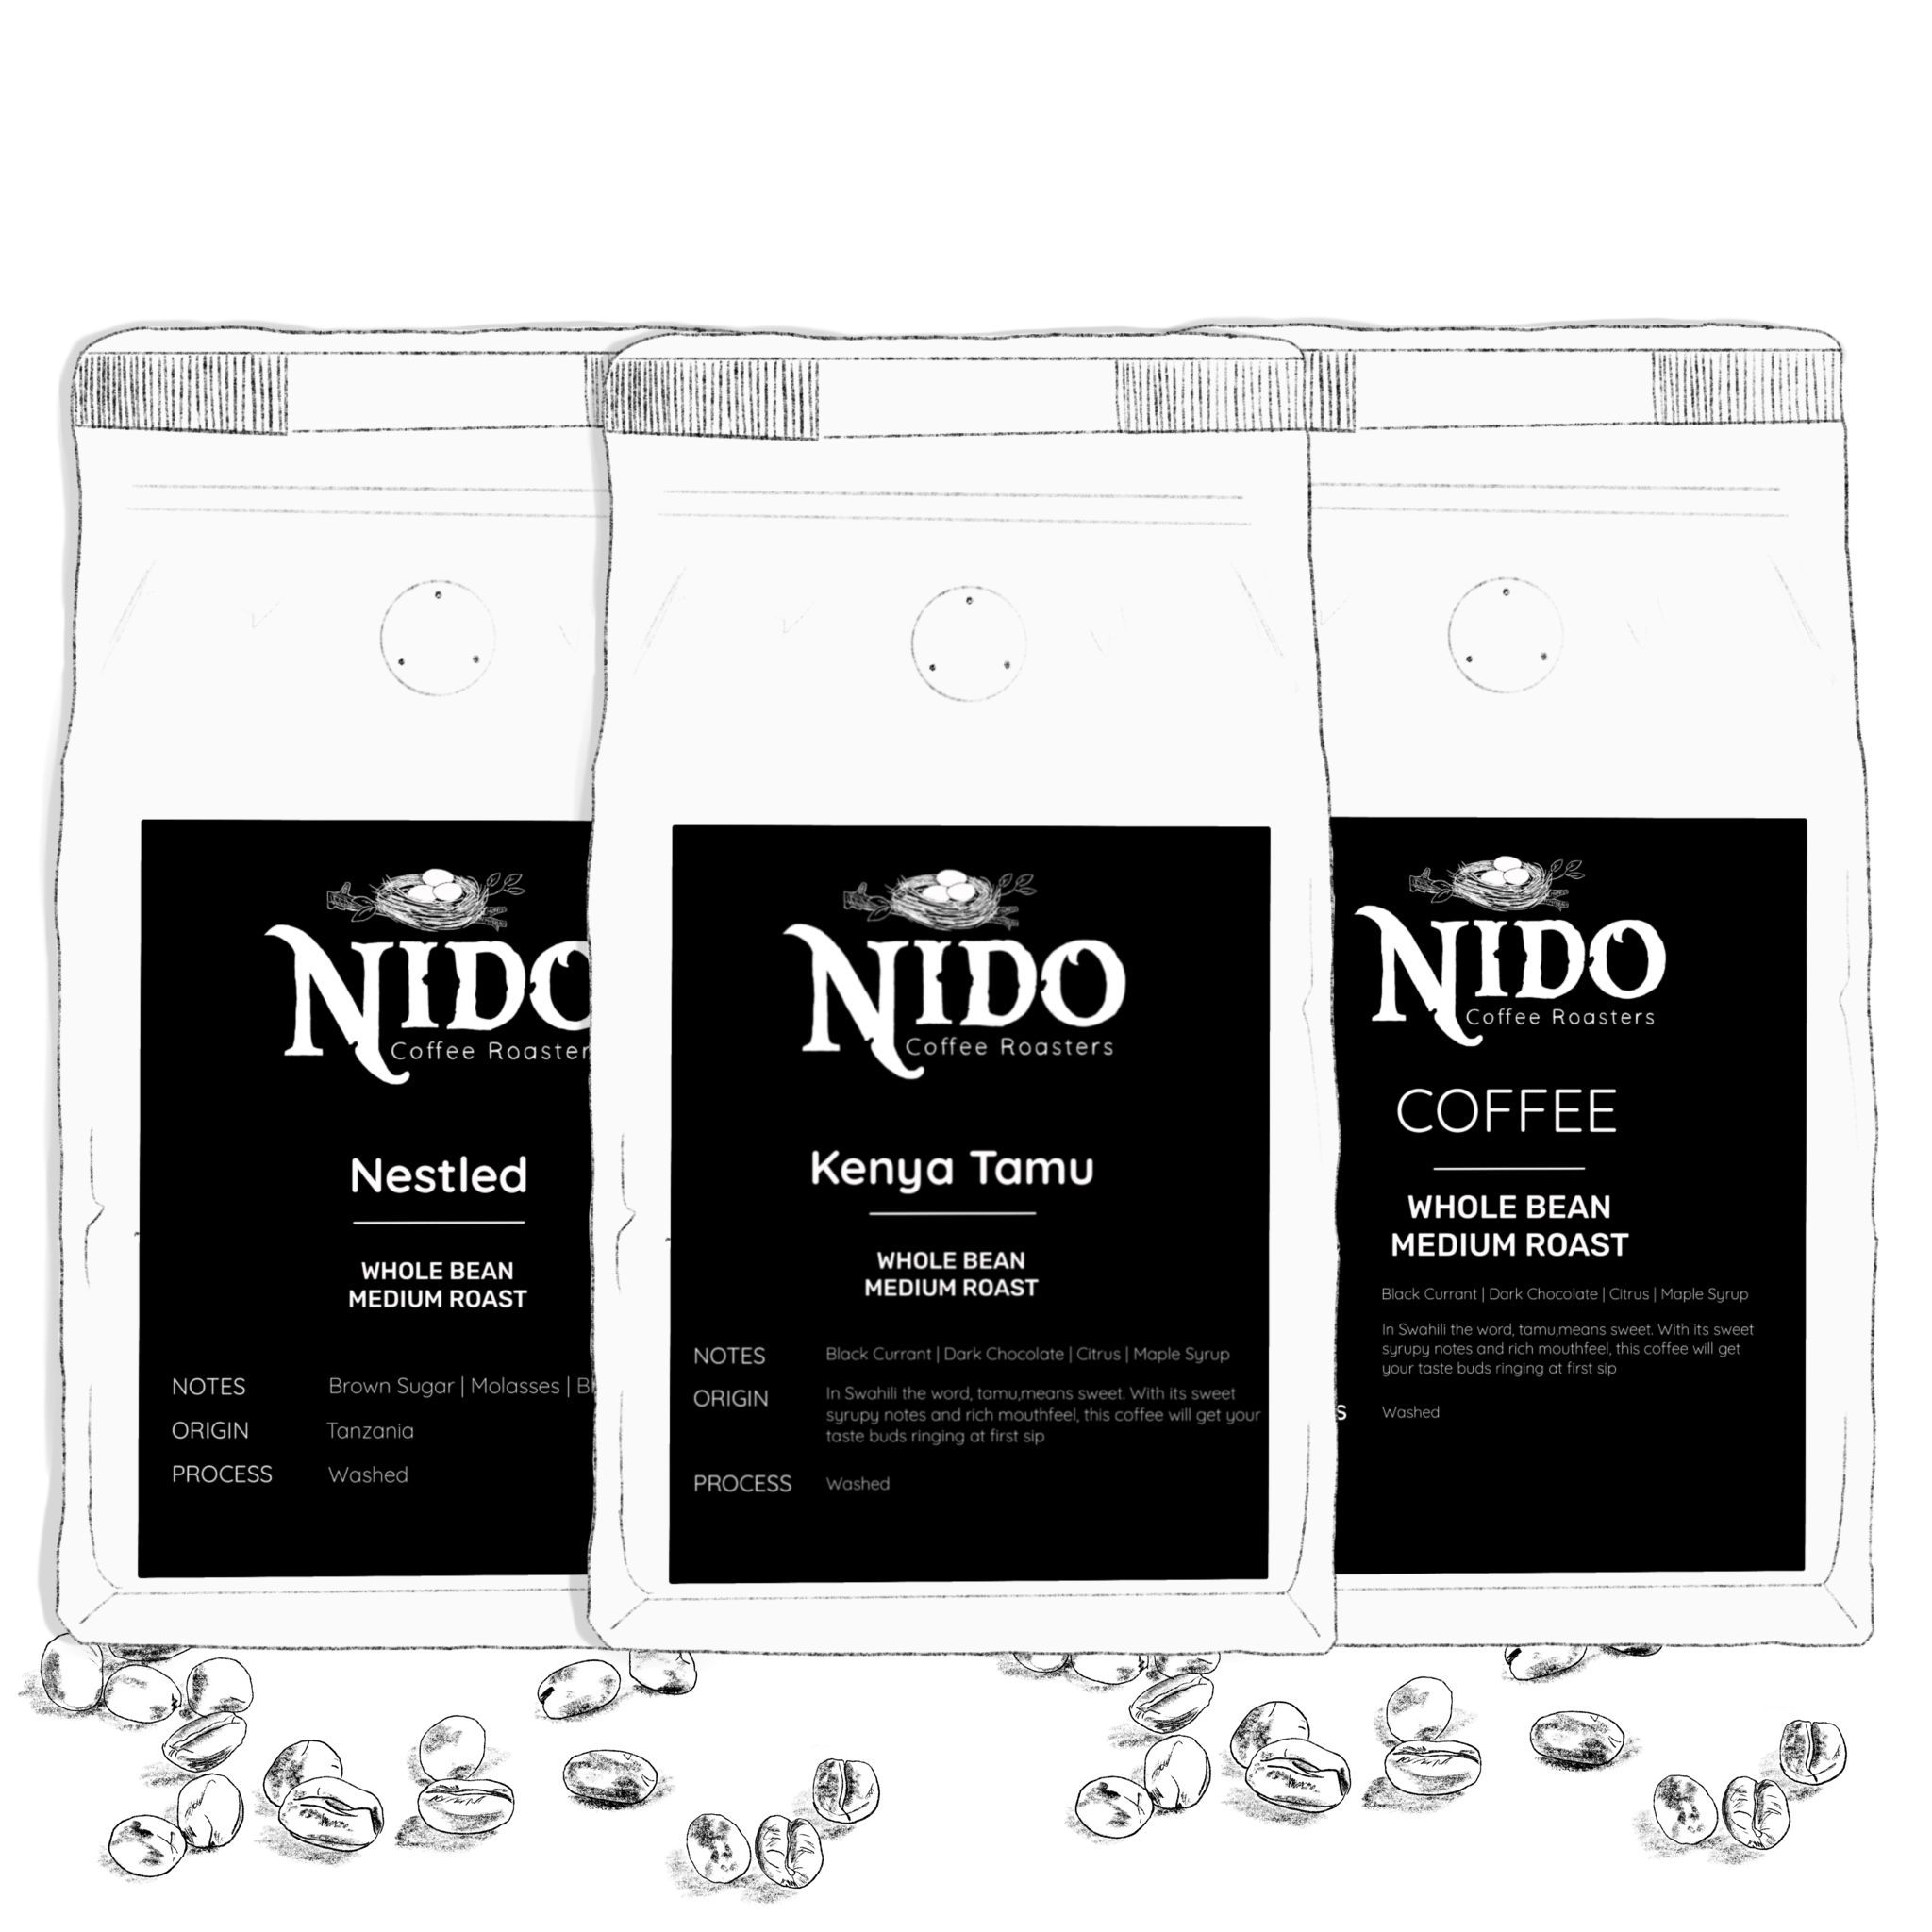 NIDO
Coffee Roaster
Nestled
WHOLE BEAN
MEDIUM ROAST
NOTES Brown Sugar | Molasses |
ORIGIN Tanzania
PROCESS Washed
NIDO
Coffee Roasters
Kenya Tamu
WHOLE BEAN
MEDIUM ROAST
NOTES Black Currant | Dark Chocolate | Citrus | Maple Syrup
ORIGIN In Swahili the word, tamu,means sweet. With its sweet
syrupy notes and rich mouthfeel, this coffee will get your
taste buds ringing at first sip
PROCESS Washed
NIDO
Coffee Roasters
COFFEE
WHOLE BEAN
MEDIUM ROAST
Black Currant | Dark Chocolate | Citrus | Maple Syrup
In Swahili the word, tamu,means sweet. With its sweet
syrupy notes and rich mouthfeel, this coffee will get
your taste buds ringing at first sip
S Washed